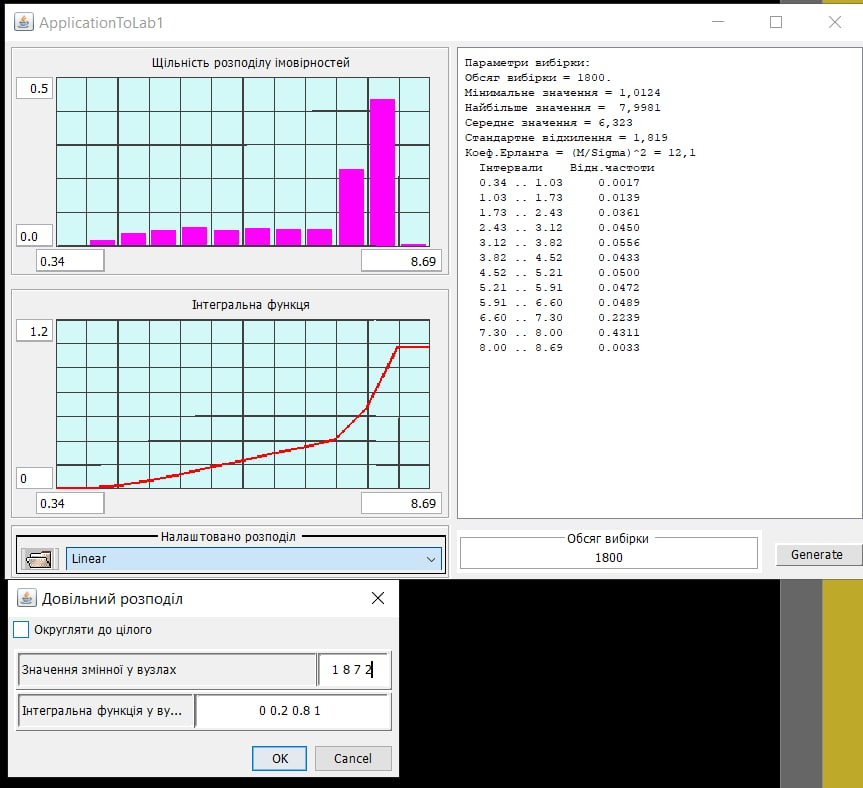 ApplicationToLab1
Щільність розподілу імовірностей
0.5
0.0
0.34
8.69
Інтегральна функція
1.2
0
0.34
8.69
Налаштовано розподіл
Linear
Параметри вибірки:
Обсяг вибірки = 1800.
Мінімальне значення = 1,0124
Найбільше значення =  7,9981
Середнє значення = 6,323
Стандартне відхилення = 1,819
Коеф.Ерланга = (M/Sigma)^2 = 12,1
Інтервали Відн.частоти
0.34 .. 1.03 0.0017
1.03 .. 1.73 0.0139
1.73 .. 2.43 0.0361
2.43 .. 3.12 0.0450
3.12 .. 3.82 0.0556
3.82 .. 4.52 0.0433
4.52 .. 5.21 0.0500
5.21 .. 5.91 0.0472
5.91 .. 6.60 0.0489
6.60 .. 7.30 0.2239
7.30 .. 8.00 0.4311
8.00 .. 8.69 0.0033
Обсяг вибірки
1800
Generate
Довільний розподіл
Округляти до цілого
Значення змінної у вузлах
1 8 7 2
Інтегральна функція у ву...
0 0.2 0.8 1
OK
Cancel